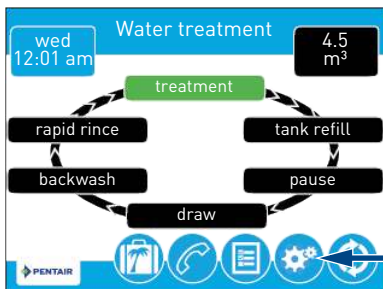 Water treatment
wed
12:01 am
4.5
m³
treatment
rapid rince
tank refill
backwash
pause
draw
PENTAIR